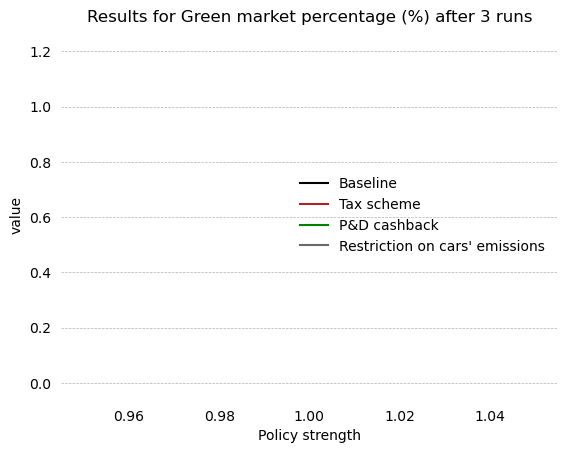 Results for Green market percentage (%) after 3 runs
1.2
1.0
0.8
0.6
0.4
0.2
0.0
value
Baseline
Tax scheme
P&D cashback
Restriction on cars' emissions
0.96 0.98 1.00 1.02 1.04
Policy strength